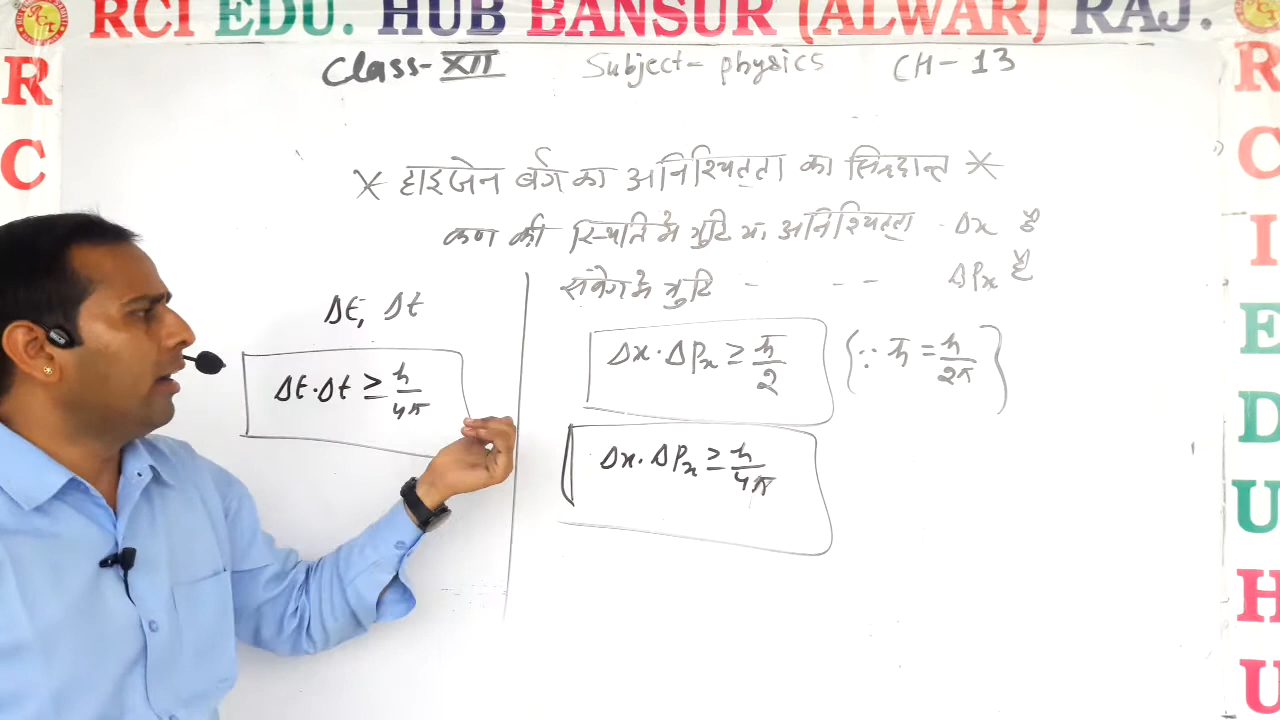 RCI EDU. HUB BANSUR (ALWAR) RAJ.
Class-XII Subject- physics CH-13
* हाइजेन बर्ग का अनिश्चितता का सिद्धान्त *
कण की स्थिति मे त्रुटि या अनिश्चितता Δx है
संवेग मे त्रुटि - - - ΔPx है
ΔE, Δt
ΔE·Δt ≥ h/4π
Δx·ΔPx ≥ ħ/2 {∵ ħ = h/2π}
Δx·ΔPx ≥ h/4π
R
C
R
C
I
E
D
U
H
U